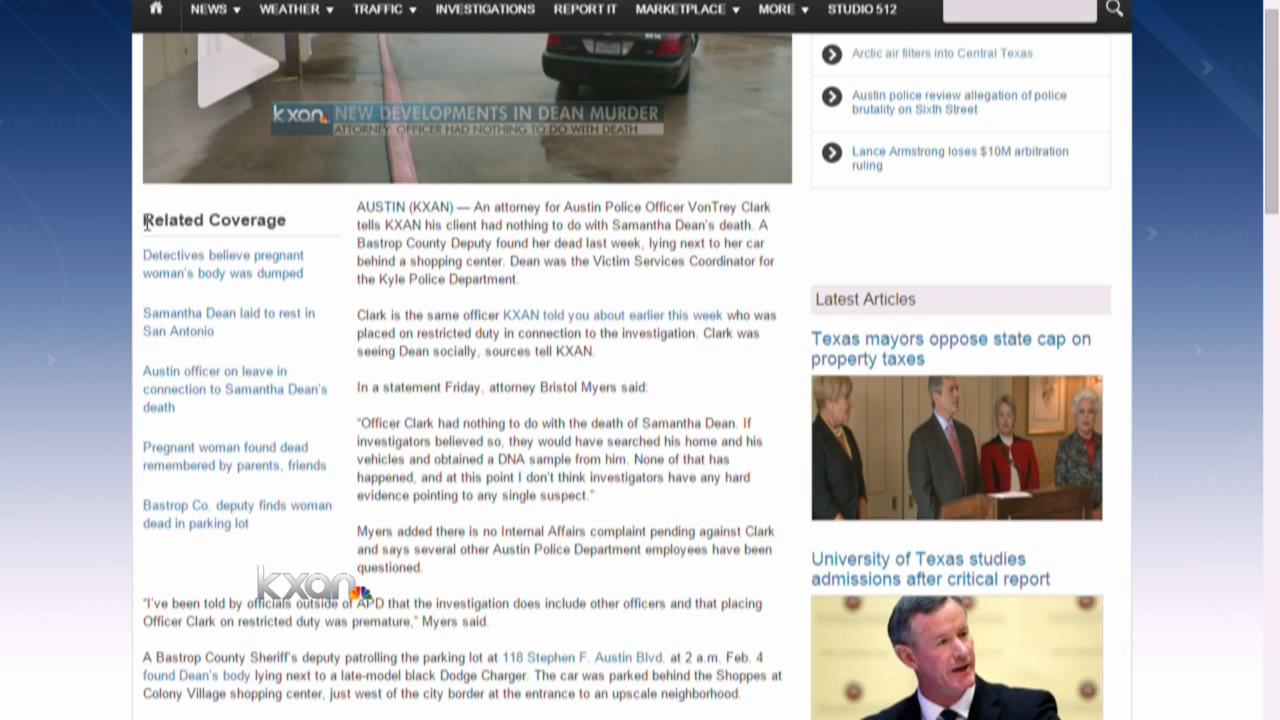 NEWS WEATHER TRAFFIC INVESTIGATIONS REPORT IT MARKETPLACE MORE STUDIO 512
kxan NEW DEVELOPMENTS IN DEAN MURDER
ATTORNEY: OFFICER HAD NOTHING TO DO WITH DEATH
Related Coverage
Detectives believe pregnant
woman's body was dumped
Samantha Dean laid to rest in
San Antonio
Austin officer on leave in
connection to Samantha Dean's
death
Pregnant woman found dead
remembered by parents, friends
Bastrop Co. deputy finds woman
dead in parking lot
AUSTIN (KXAN) — An attorney for Austin Police Officer VonTrey Clark
tells KXAN his client had nothing to do with Samantha Dean's death. A
Bastrop County Deputy found her dead last week, lying next to her car
behind a shopping center. Dean was the Victim Services Coordinator for
the Kyle Police Department.
Clark is the same officer KXAN told you about earlier this week who was
placed on restricted duty in connection to the investigation. Clark was
seeing Dean socially, sources tell KXAN.
In a statement Friday, attorney Bristol Myers said:
"Officer Clark had nothing to do with the death of Samantha Dean. If
investigators believed so, they would have searched his home and his
vehicles and obtained a DNA sample from him. None of that has
happened, and at this point I don't think investigators have any hard
evidence pointing to any single suspect."
Myers added there is no Internal Affairs complaint pending against Clark
and says several other Austin Police Department employees have been
questioned.
kxan
"I've been told by officials outside of APD that the investigation does include other officers and that placing
Officer Clark on restricted duty was premature," Myers said.
A Bastrop County Sheriff's deputy patrolling the parking lot at 118 Stephen F. Austin Blvd. at 2 a.m. Feb. 4
found Dean's body lying next to a late-model black Dodge Charger. The car was parked behind the Shoppes at
Colony Village shopping center, just west of the city border at the entrance to an upscale neighborhood.
Arctic air filters into Central Texas
Austin police review allegation of police
brutality on Sixth Street
Lance Armstrong loses $10M arbitration
ruling
Latest Articles
Texas mayors oppose state cap on
property taxes
University of Texas studies
admissions after critical report